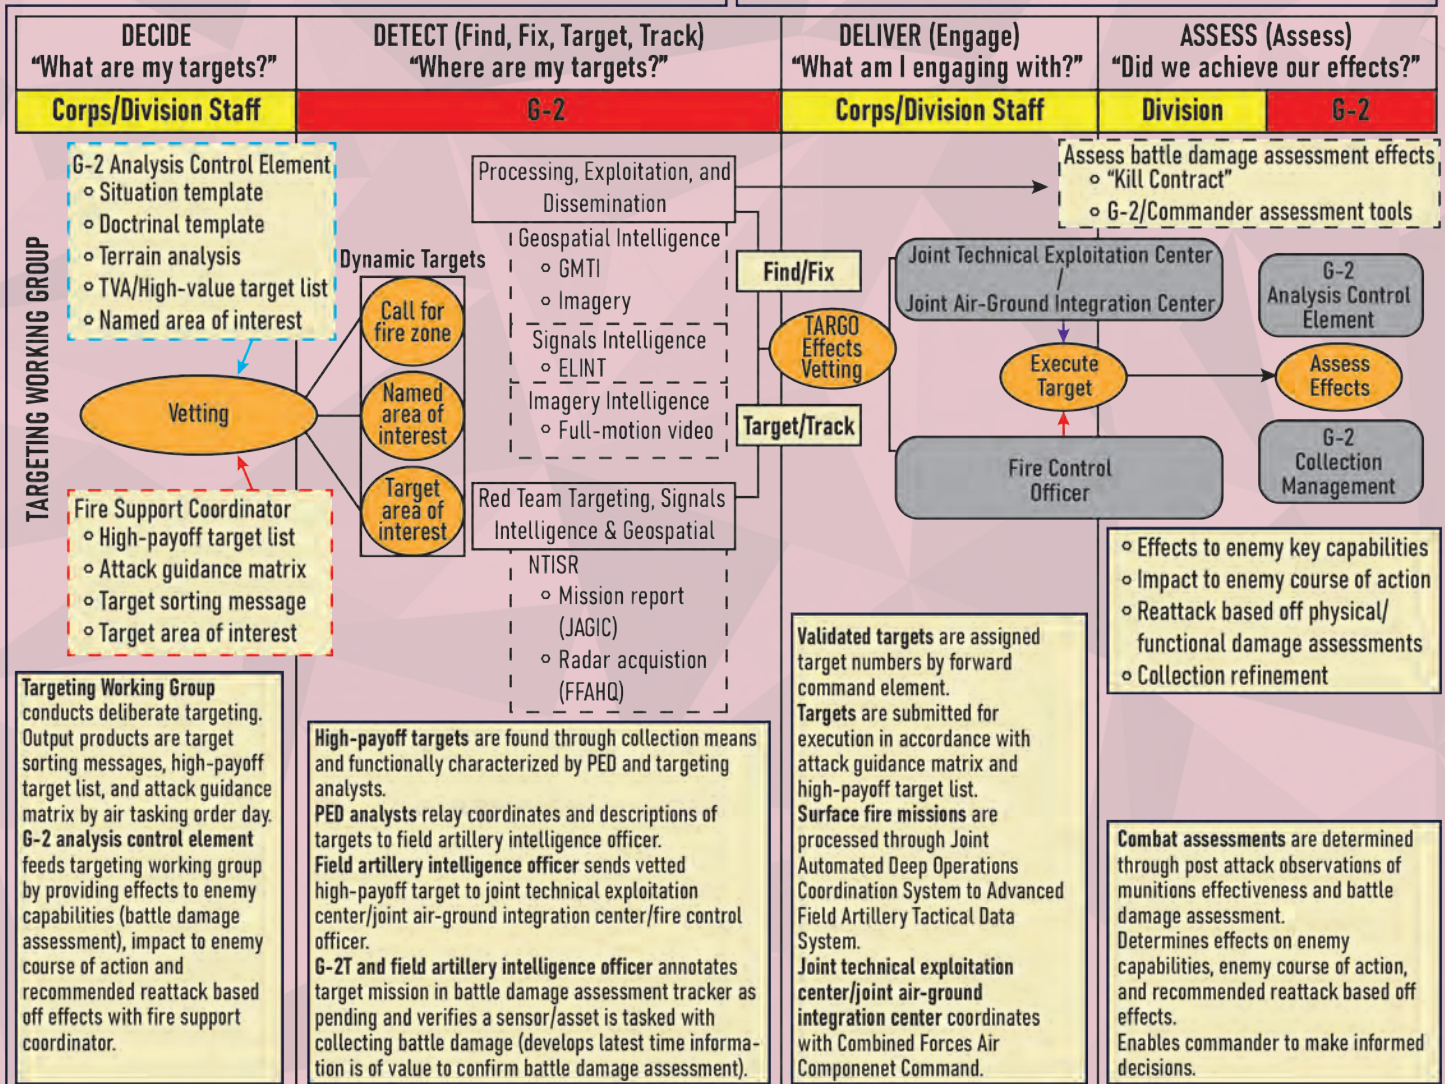 DECIDE
“What are my targets?”
DETECT (Find, Fix, Target, Track)
“Where are my targets?”
DELIVER (Engage)
“What am I engaging with?”
ASSESS (Assess)
“Did we achieve our effects?”
Corps/Division Staff
G-2
Corps/Division Staff
Division
G-2
TARGETING WORKING GROUP
G-2 Analysis Control Element
Situation template
Doctrinal template
Terrain analysis
TVA/High-value target list
Named area of interest
Vetting
Fire Support Coordinator
High-payoff target list
Attack guidance matrix
Target sorting message
Target area of interest
Targeting Working Group
conducts deliberate targeting.
Output products are target
sorting messages, high-payoff
target list, and attack guidance
matrix by air tasking order day.
G-2 analysis control element
feeds targeting working group
by providing effects to enemy
capabilities (battle damage
assessment), impact to enemy
course of action and
recommended reattack based
off effects with fire support
coordinator.
Dynamic Targets
Call for
fire zone
Named
area of
interest
Target
area of
interest
Processing, Exploitation, and
Dissemination
Geospatial Intelligence
GMTI
Imagery
Signals Intelligence
ELINT
Imagery Intelligence
Full-motion video
Red Team Targeting, Signals
Intelligence & Geospatial
NTISR
Mission report
(JAGIC)
Radar acquistion
(FFAHQ)
Find/Fix
TARGO
Effects
Vetting
Target/Track
High-payoff targets are found through collection means
and functionally characterized by PED and targeting
analysts.
PED analysts relay coordinates and descriptions of
targets to field artillery intelligence officer.
Field artillery intelligence officer sends vetted
high-payoff target to joint technical exploitation
center/joint air-ground integration center/fire control
officer.
G-2T and field artillery intelligence officer annotates
target mission in battle damage assessment tracker as
pending and verifies a sensor/asset is tasked with
collecting battle damage (develops latest time informa-
tion is of value to confirm battle damage assessment).
Joint Technical Exploitation Center
/
Joint Air-Ground Integration Center
Execute
Target
Fire Control
Officer
Validated targets are assigned
target numbers by forward
command element.
Targets are submitted for
execution in accordance with
attack guidance matrix and
high-payoff target list.
Surface fire missions are
processed through Joint
Automated Deep Operations
Coordination System to Advanced
Field Artillery Tactical Data
System.
Joint technical exploitation
center/joint air-ground
integration center coordinates
with Combined Forces Air
Componenet Command.
Assess battle damage assessment effects
“Kill Contract”
G-2/Commander assessment tools
G-2
Analysis Control
Element
Assess
Effects
G-2
Collection
Management
Effects to enemy key capabilities
Impact to enemy course of action
Reattack based off physical/
functional damage assessments
Collection refinement
Combat assessments are determined
through post attack observations of
munitions effectiveness and battle
damage assessment.
Determines effects on enemy
capabilities, enemy course of action,
and recommended reattack based off
effects.
Enables commander to make informed
decisions.